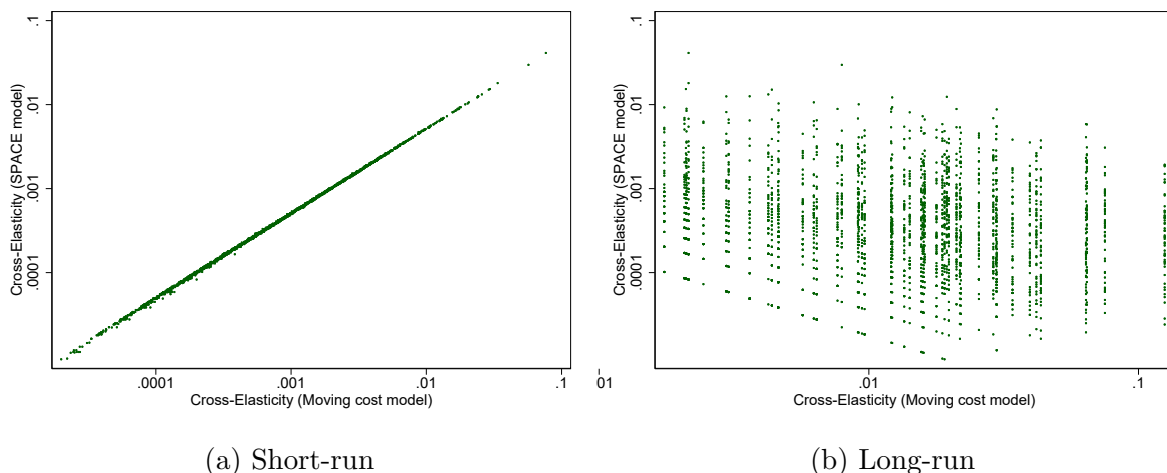 .1
.01
.001
.0001
Cross-Elasticity (SPACE model)
.0001
.001
.01
.1
Cross-Elasticity (Moving cost model)
(a) Short-run
.1
.01
.001
.0001
Cross-Elasticity (SPACE model)
01
.01
.1
Cross-Elasticity (Moving cost model)
(b) Long-run